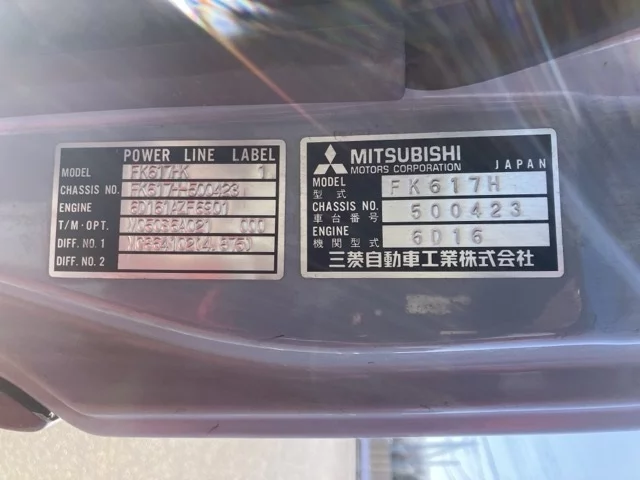 POWER LINE LABEL
MODEL FK617HK 1
CHASSIS NO. FK617H-500423
ENGINE
T/M·OPT. 000
DIFF. NO. 1
DIFF. NO. 2
MITSUBISHI
MOTORS CORPORATION JAPAN
MODEL
型式 FK617H
CHASSIS NO.
車台番号 500423
ENGINE
機関型式 6D16
三菱自動車工業株式会社